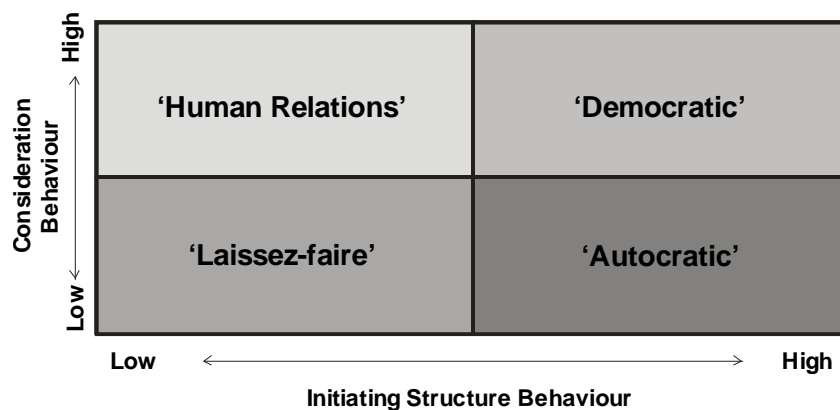 High
‘Human Relations’
‘Democratic’
Consideration
Behaviour
‘Laissez-faire’
‘Autocratic’
Low
Low
High
Initiating Structure Behaviour